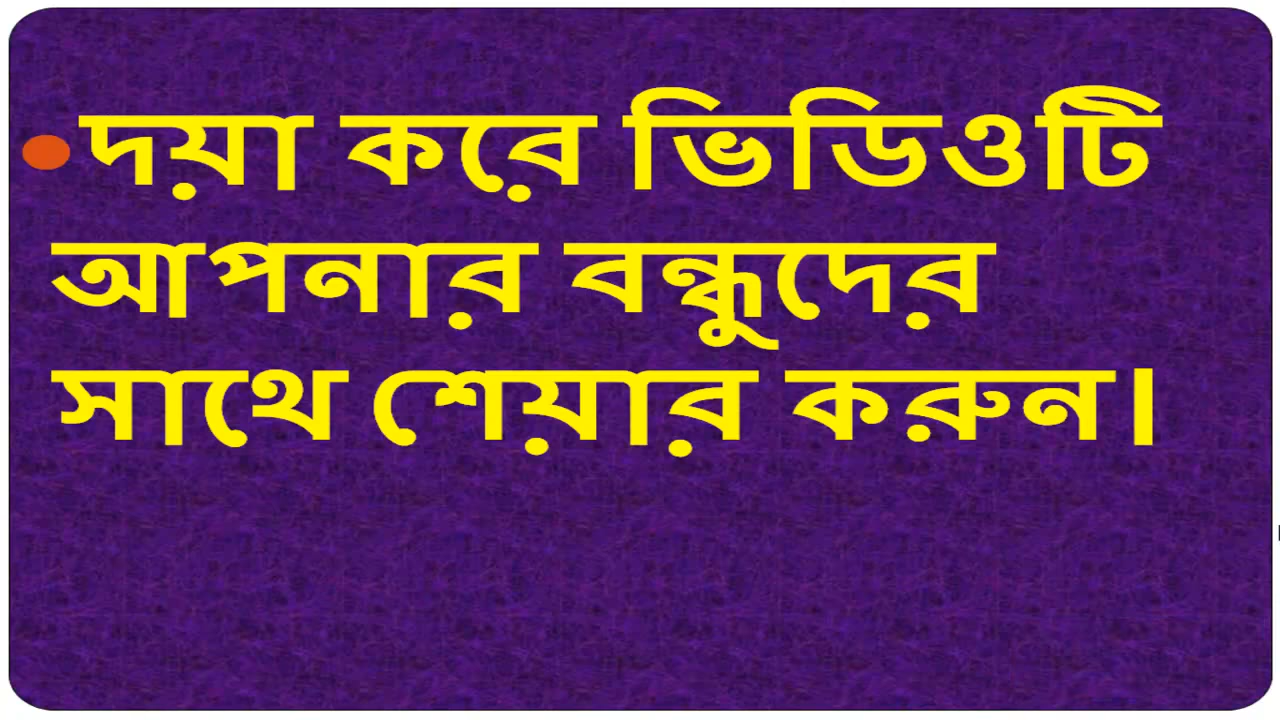 •দয়া করে ভিডিওটি
আপনার বন্ধুদের
সাথে শেয়ার করুন।